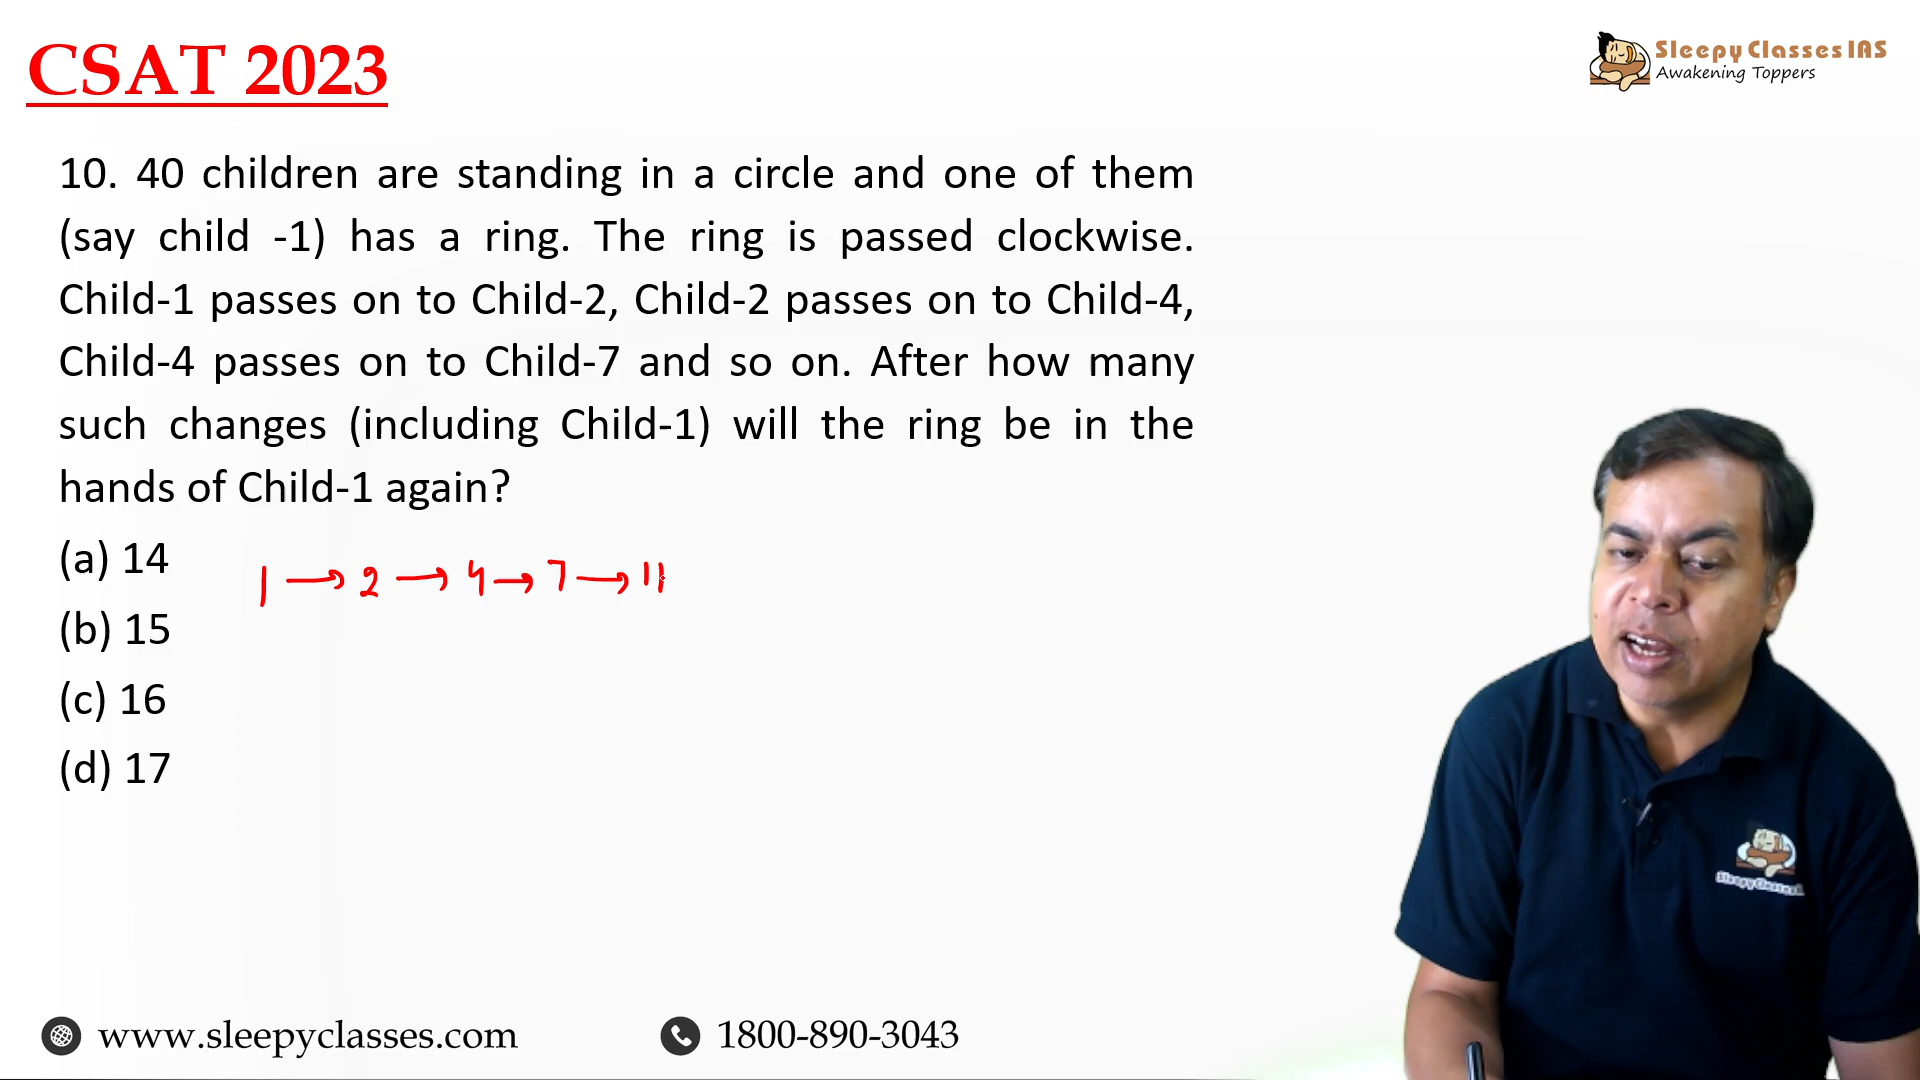 CSAT 2023
Sleepy Classes IAS
Awakening Toppers
10. 40 children are standing in a circle and one of them
(say child -1) has a ring. The ring is passed clockwise.
Child-1 passes on to Child-2, Child-2 passes on to Child-4,
Child-4 passes on to Child-7 and so on. After how many
such changes (including Child-1) will the ring be in the
hands of Child-1 again?
(a) 14
1 → 2 → 4 → 7 → 11
(b) 15
(c) 16
(d) 17
www.sleepyclasses.com
1800-890-3043